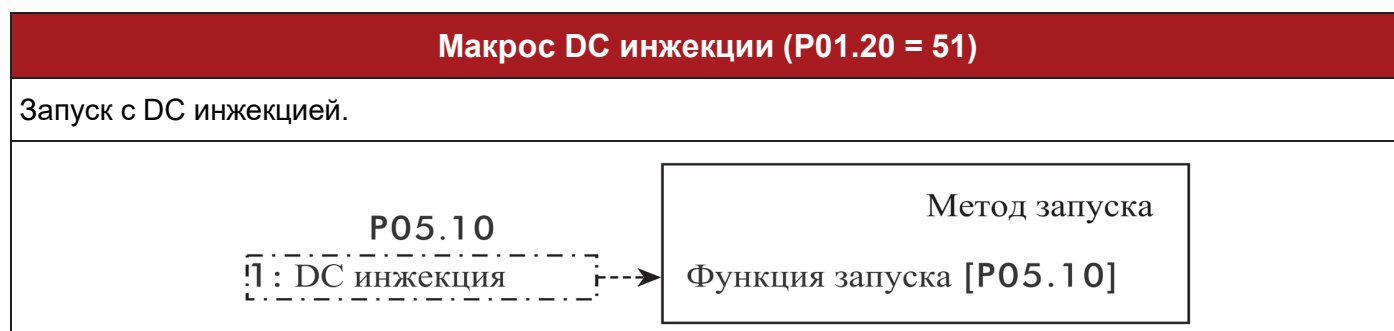 Макрос DC инжекции (P01.20 = 51)
Запуск с DC инжекцией.
Метод запуска
P05.10
1: DC инжекция
Функция запуска [P05.10]